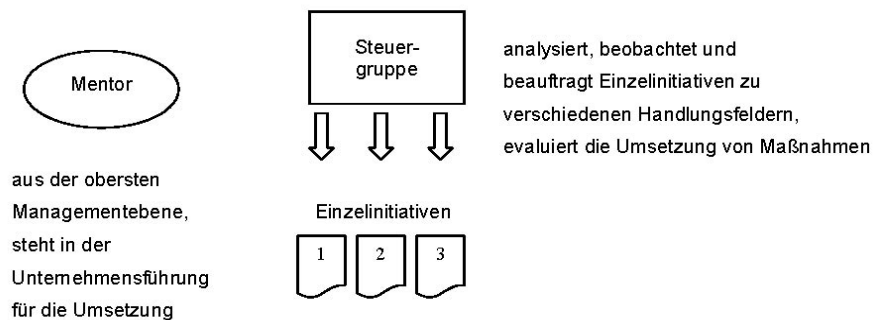 Mentor
aus der obersten
Managementebene,
steht in der
Unternehmensführung
für die Umsetzung
Steuer-
gruppe
Einzelinitiativen
1 2 3
analysiert, beobachtet und
beauftragt Einzelinitiativen zu
verschiedenen Handlungsfeldern,
evaluiert die Umsetzung von Maßnahmen